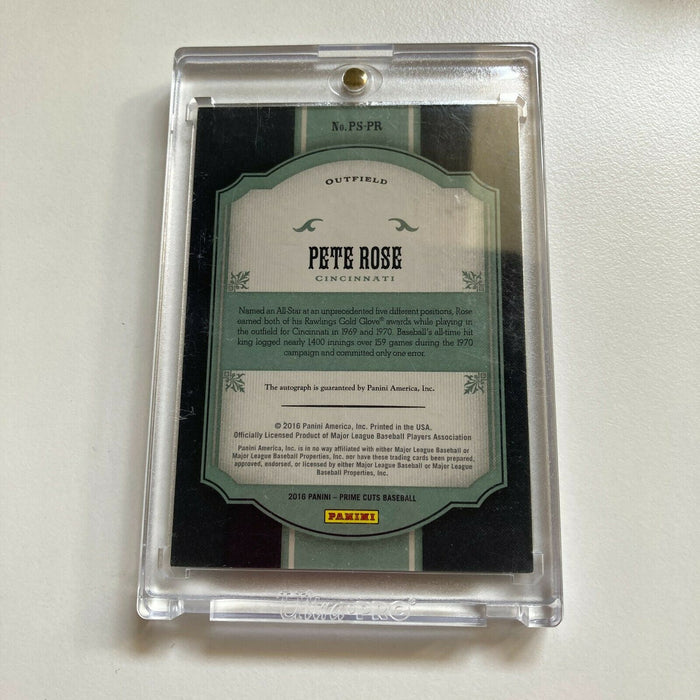 No. PS-PR
OUTFIELD
PETE ROSE
CINCINNATI
Named an All-Star at an unprecedented five different positions, Rose
earned both of his Rawlings Gold Glove® awards while playing in
the outfield for Cincinnati in 1969 and 1970. Baseball's all-time hit
king logged nearly 1,400 innings over 159 games during the 1970
campaign and committed only one error.
The autograph is guaranteed by Panini America, Inc.
© 2016 Panini America, Inc. Printed in the USA.
Officially Licensed Product of Major League Baseball Players Association
Panini America, Inc. is in no way affiliated with either Major League Baseball or
Major League Baseball Properties, Inc. nor have these trading cards been prepared,
approved, endorsed, or licensed by either Major League Baseball or Major League
Baseball Properties, Inc.
2016 PANINI – PRIME CUTS BASEBALL
PANINI
Ultra PRO®